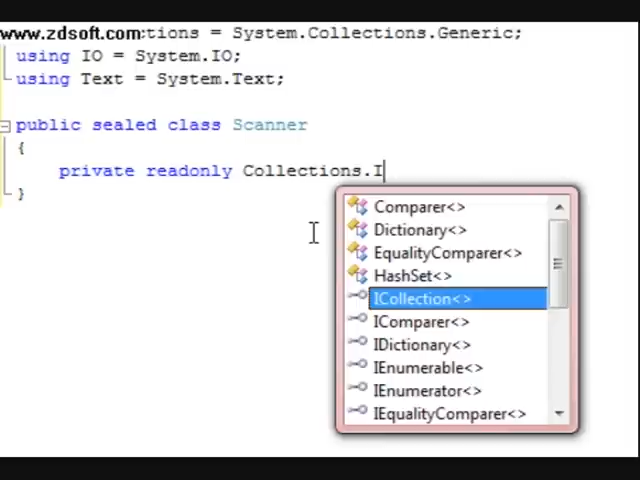 www.zdsoft.com:tions = System.Collections.Generic;
using IO = System.IO;
using Text = System.Text;
public sealed class Scanner
{
private readonly Collections.I
}
Comparer<>
Dictionary<>
EqualityComparer<>
HashSet<>
ICollection<>
IComparer<>
IDictionary<>
IEnumerable<>
IEnumerator<>
IEqualityComparer<>